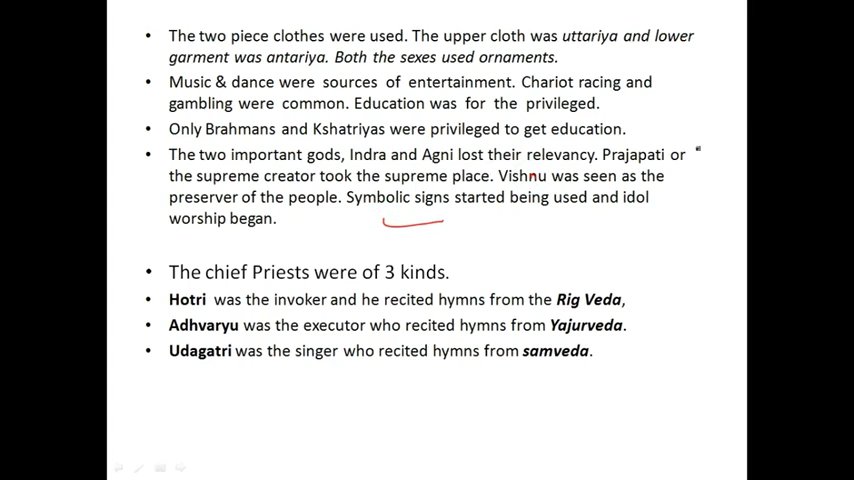 • The two piece clothes were used. The upper cloth was uttariya and lower
garment was antariya. Both the sexes used ornaments.
• Music & dance were sources of entertainment. Chariot racing and
gambling were common. Education was for the privileged.
• Only Brahmans and Kshatriyas were privileged to get education.
• The two important gods, Indra and Agni lost their relevancy. Prajapati or
the supreme creator took the supreme place. Vishnu was seen as the
preserver of the people. Symbolic signs started being used and idol
worship began.
• The chief Priests were of 3 kinds.
• Hotri was the invoker and he recited hymns from the Rig Veda,
• Adhvaryu was the executor who recited hymns from Yajurveda.
• Udagatri was the singer who recited hymns from samveda.